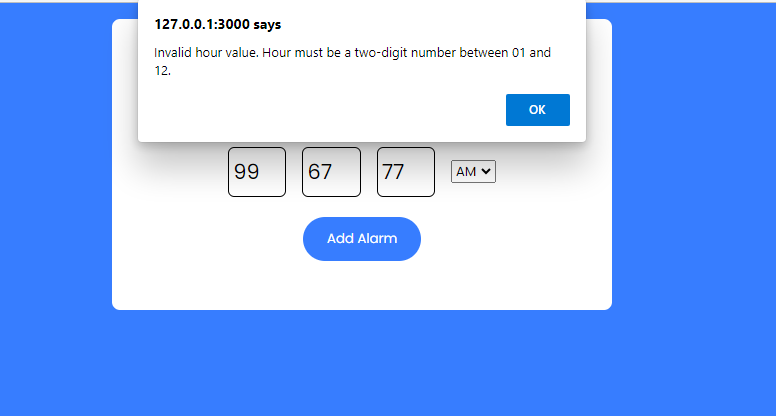 127.0.0.1:3000 says
Invalid hour value. Hour must be a two-digit number between 01 and
12.
OK
99 67 77 AM
Add Alarm